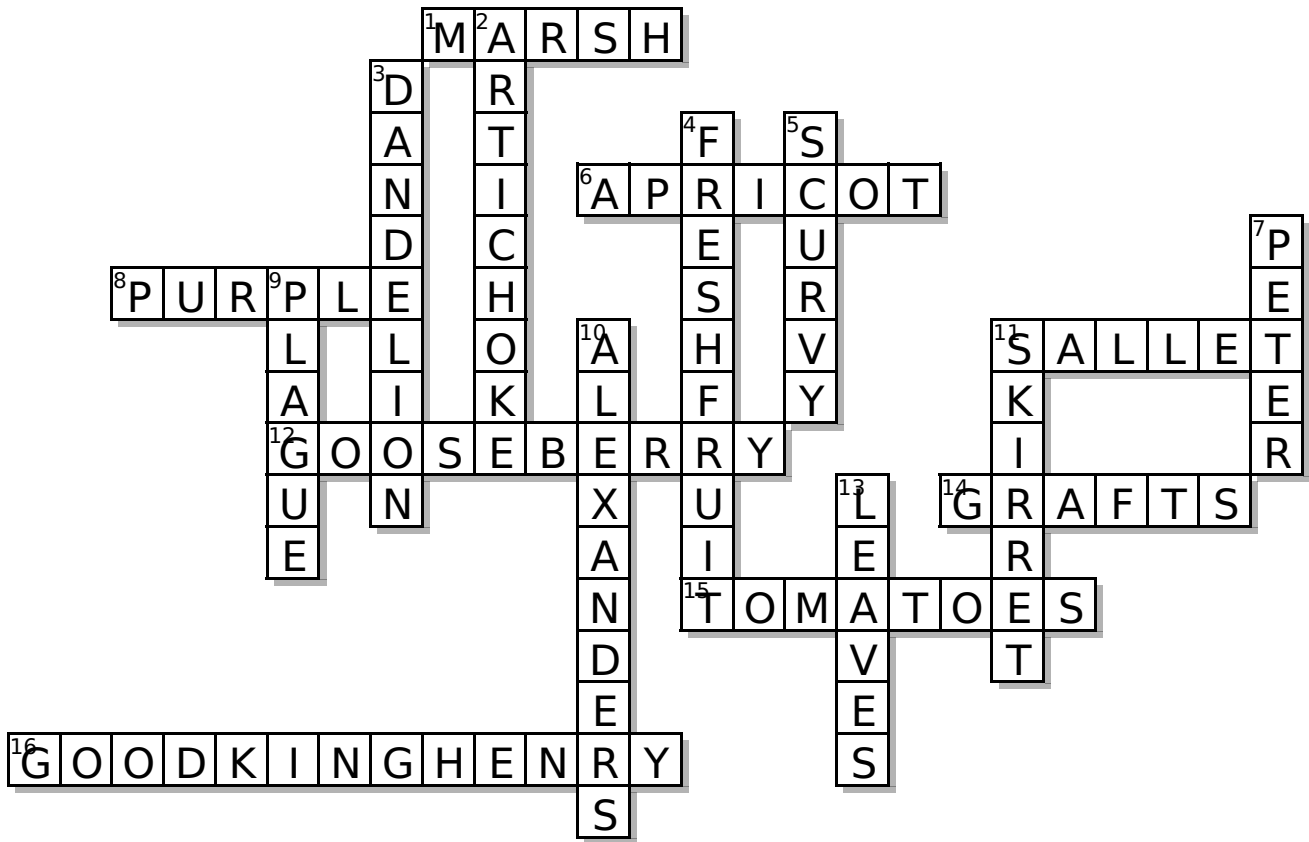 1 MARSH
2 ARTICHOKE
3 DANDELION
4 FRESHFRUIT
5 SCURVY
6 APRICOT
7 PETER
8 PURPLE
9 PLAGUE
10 ALEXANDERS
11 SALLET
11 SKIRRET
12 GOOSEBERRY
13 LEAVES
14 GRAFTS
15 TOMATOES
16 GOODKINGHENRY